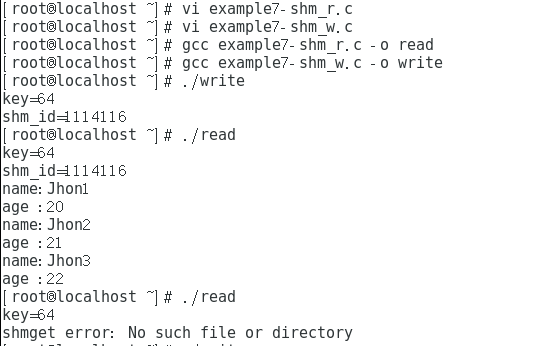 [root@localhost ~]# vi example7-shm_r.c
[root@localhost ~]# vi example7-shm_w.c
[root@localhost ~]# gcc example7-shm_r.c -o read
[root@localhost ~]# gcc example7-shm_w.c -o write
[root@localhost ~]# ./write
key=64
shm_id=1114116
[root@localhost ~]# ./read
key=64
shm_id=1114116
name:Jhon1
age :20
name:Jhon2
age :21
name:Jhon3
age :22
[root@localhost ~]# ./read
key=64
shmget error: No such file or directory